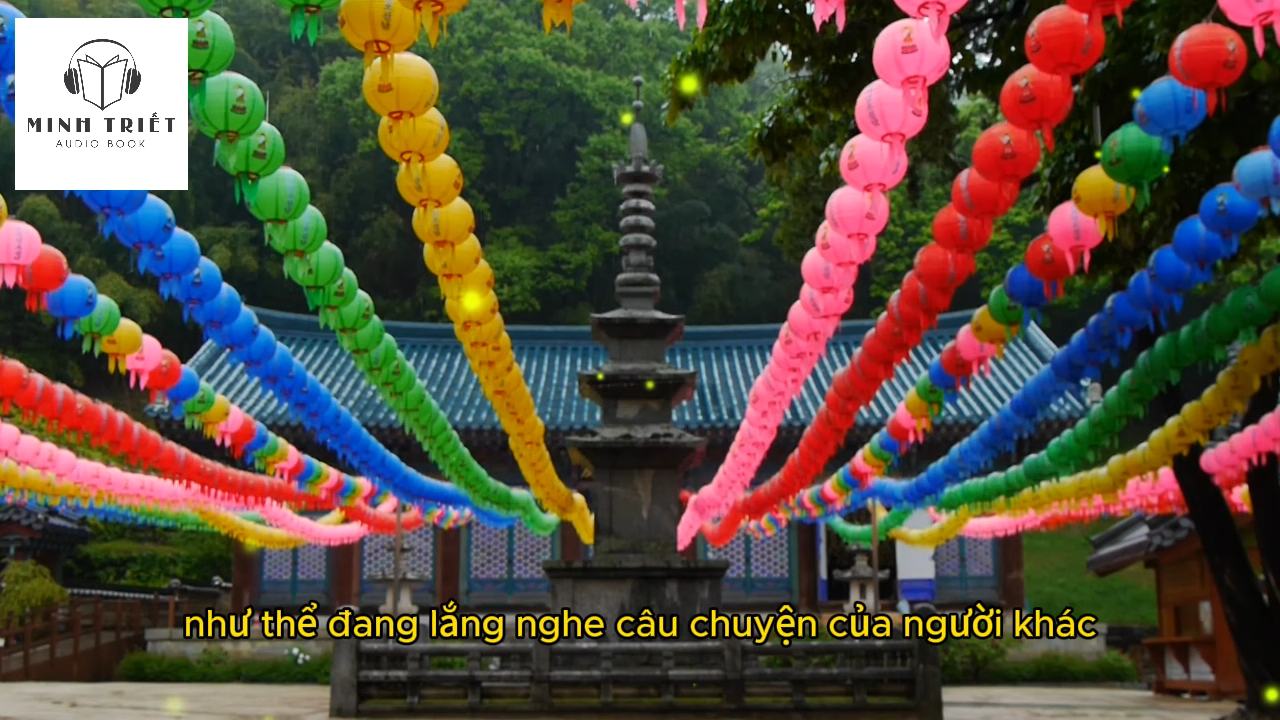 MINH TRIẾT
AUDIO BOOK
như thể đang lắng nghe câu chuyện của người khác